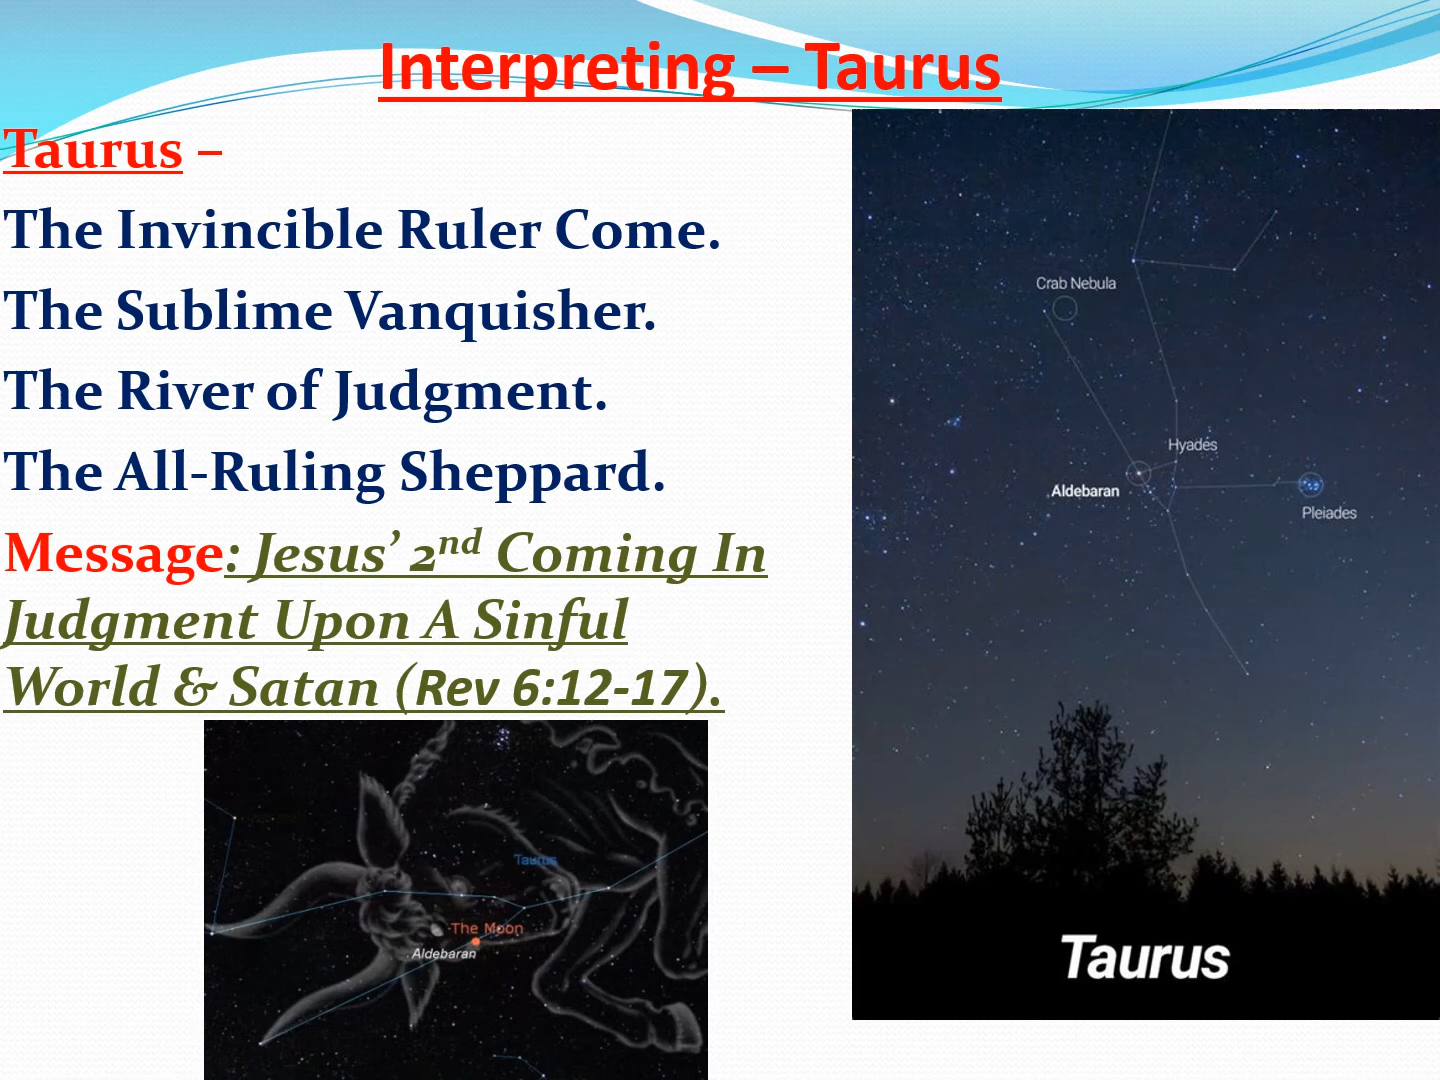 Interpreting – Taurus
Taurus –
The Invincible Ruler Come.
The Sublime Vanquisher.
The River of Judgment.
The All-Ruling Sheppard.
Message: Jesus’ 2nd Coming In
Judgment Upon A Sinful
World & Satan (Rev 6:12-17).
Crab Nebula
Hyades
Aldebaran
Pleiades
Taurus
Taurus
The Moon
Aldebaran